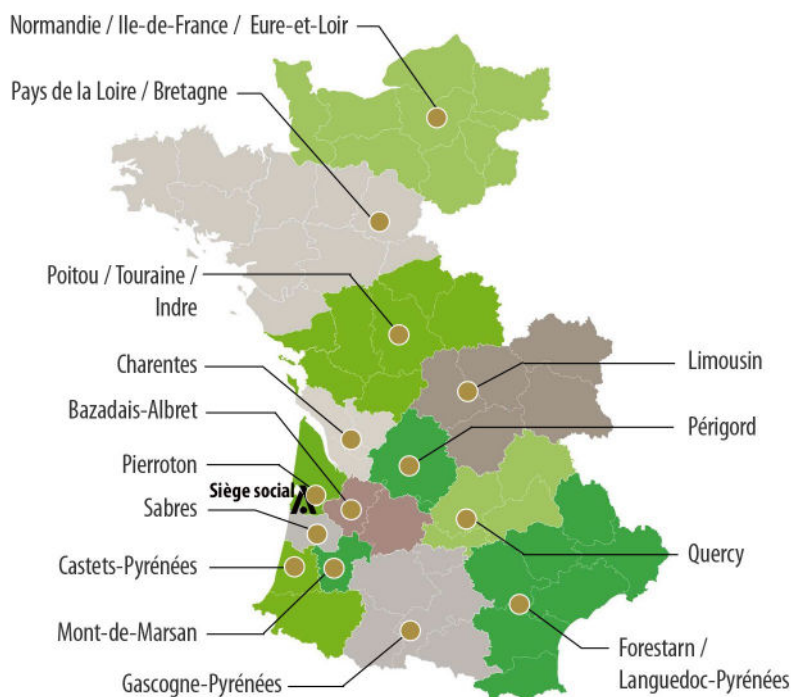 Normandie / Ile-de-France / Eure-et-Loir
Pays de la Loire / Bretagne
Poitou / Touraine /
Indre
Charentes
Bazadais-Albret
Pierroton
Siège social
Sabres
Castets-Pyrénées
Mont-de-Marsan
Gascogne-Pyrénées
Limousin
Périgord
Quercy
Forestarn /
Languedoc-Pyrénées